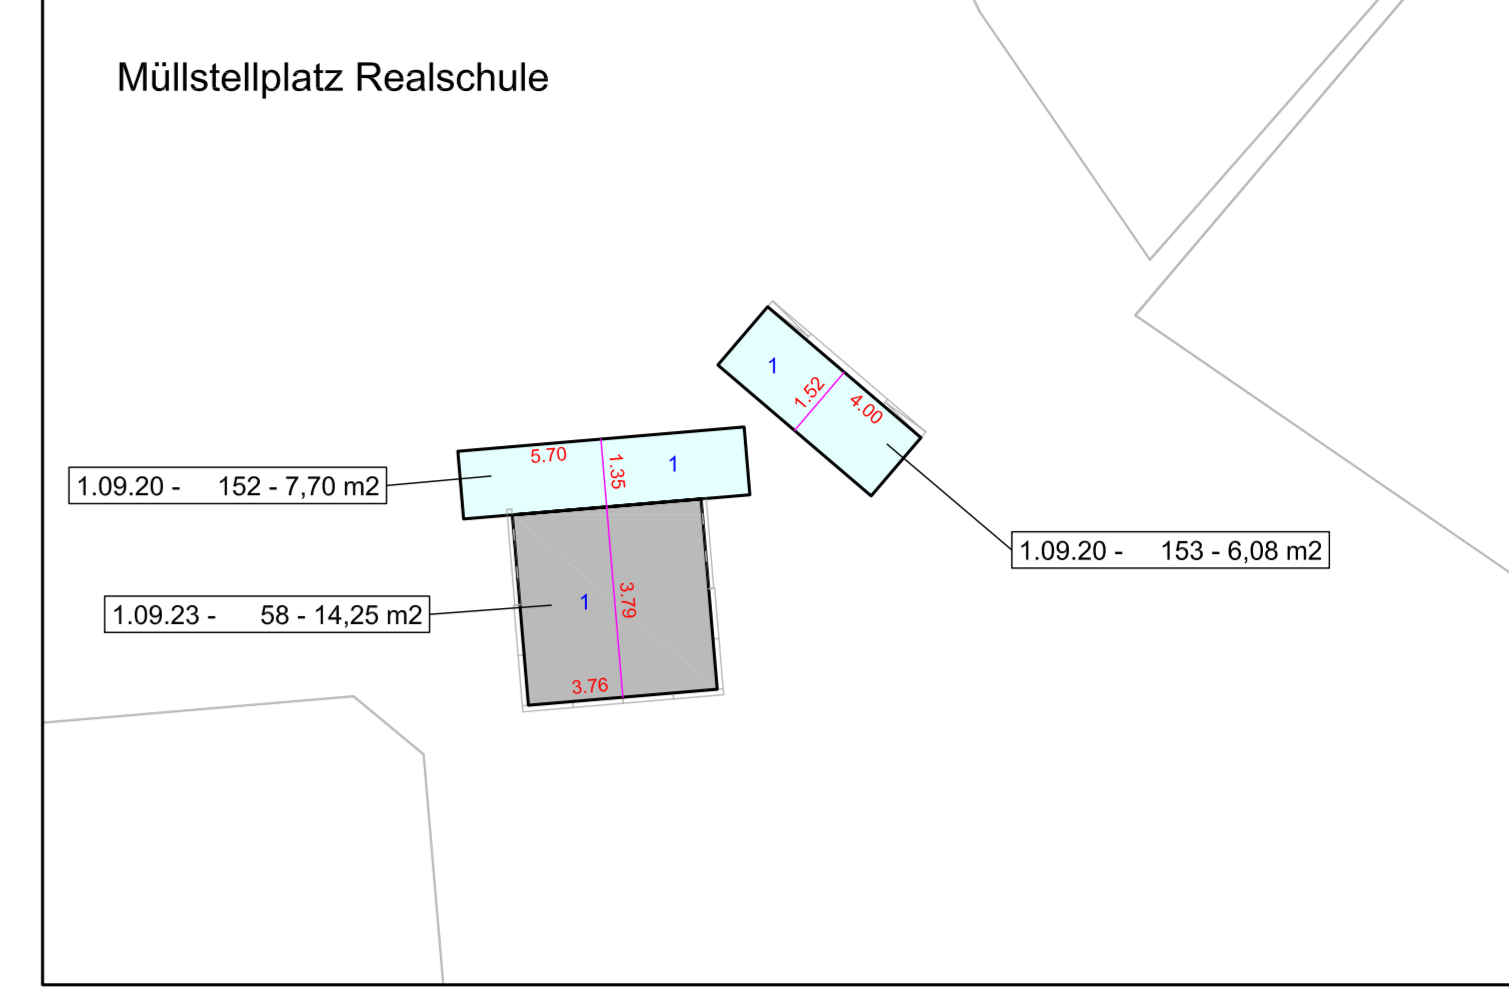 Müllstellplatz Realschule
1
1.52
4.00
5.70
1.35
1
1.09.20 - 152 - 7,70 m2
1.09.20 - 153 - 6,08 m2
3.79
1
1.09.23 - 58 - 14,25 m2
3.76